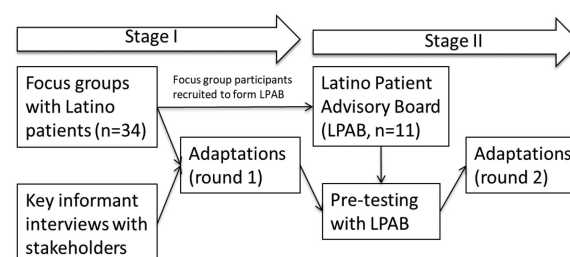 Stage I
Stage II
Focus groups
with Latino
patients (n=34)
Focus group participants
recruited to form LPAB
Latino Patient
Advisory Board
(LPAB, n=11)
Adaptations
(round 1)
Adaptations
(round 2)
Key informant
interviews with
stakeholders
Pre-testing
with LPAB